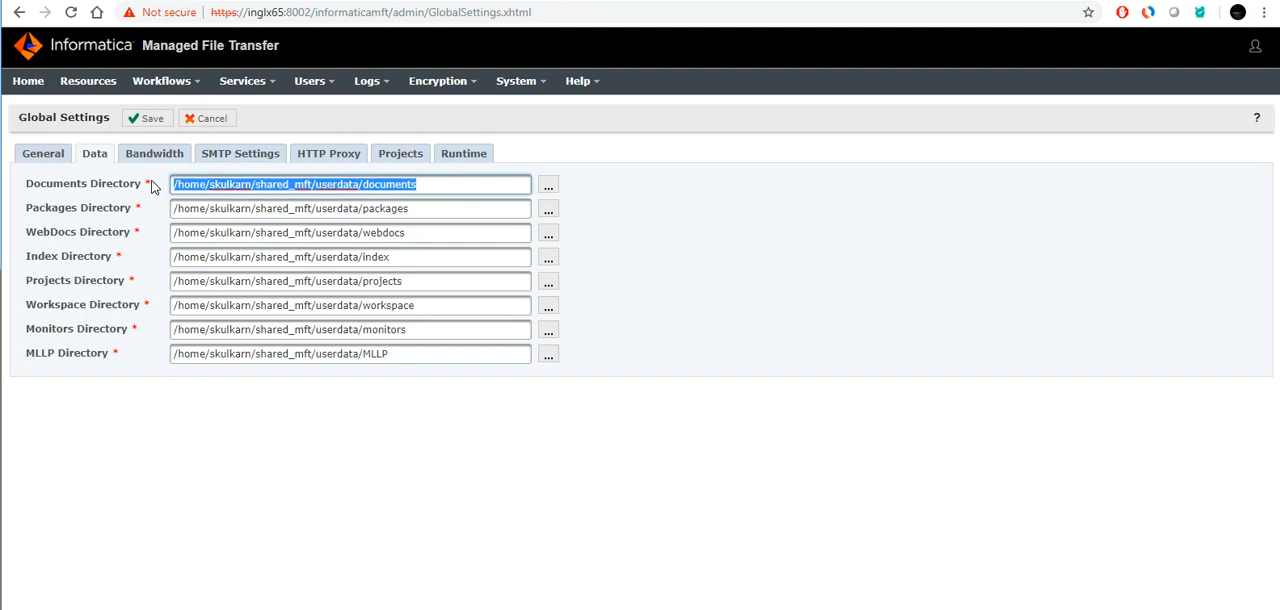 Not secure | https://inglx65:8002/informaticamft/admin/GlobalSettings.xhtml
Informatica Managed File Transfer
Home Resources Workflows Services Users Logs Encryption System Help
Global Settings Save Cancel ?
General Data Bandwidth SMTP Settings HTTP Proxy Projects Runtime
Documents Directory * /home/skulkarn/shared_mft/userdata/documents ...
Packages Directory * /home/skulkarn/shared_mft/userdata/packages ...
WebDocs Directory * /home/skulkarn/shared_mft/userdata/webdocs ...
Index Directory * /home/skulkarn/shared_mft/userdata/index ...
Projects Directory * /home/skulkarn/shared_mft/userdata/projects ...
Workspace Directory * /home/skulkarn/shared_mft/userdata/workspace ...
Monitors Directory * /home/skulkarn/shared_mft/userdata/monitors ...
MLLP Directory * /home/skulkarn/shared_mft/userdata/MLLP ...